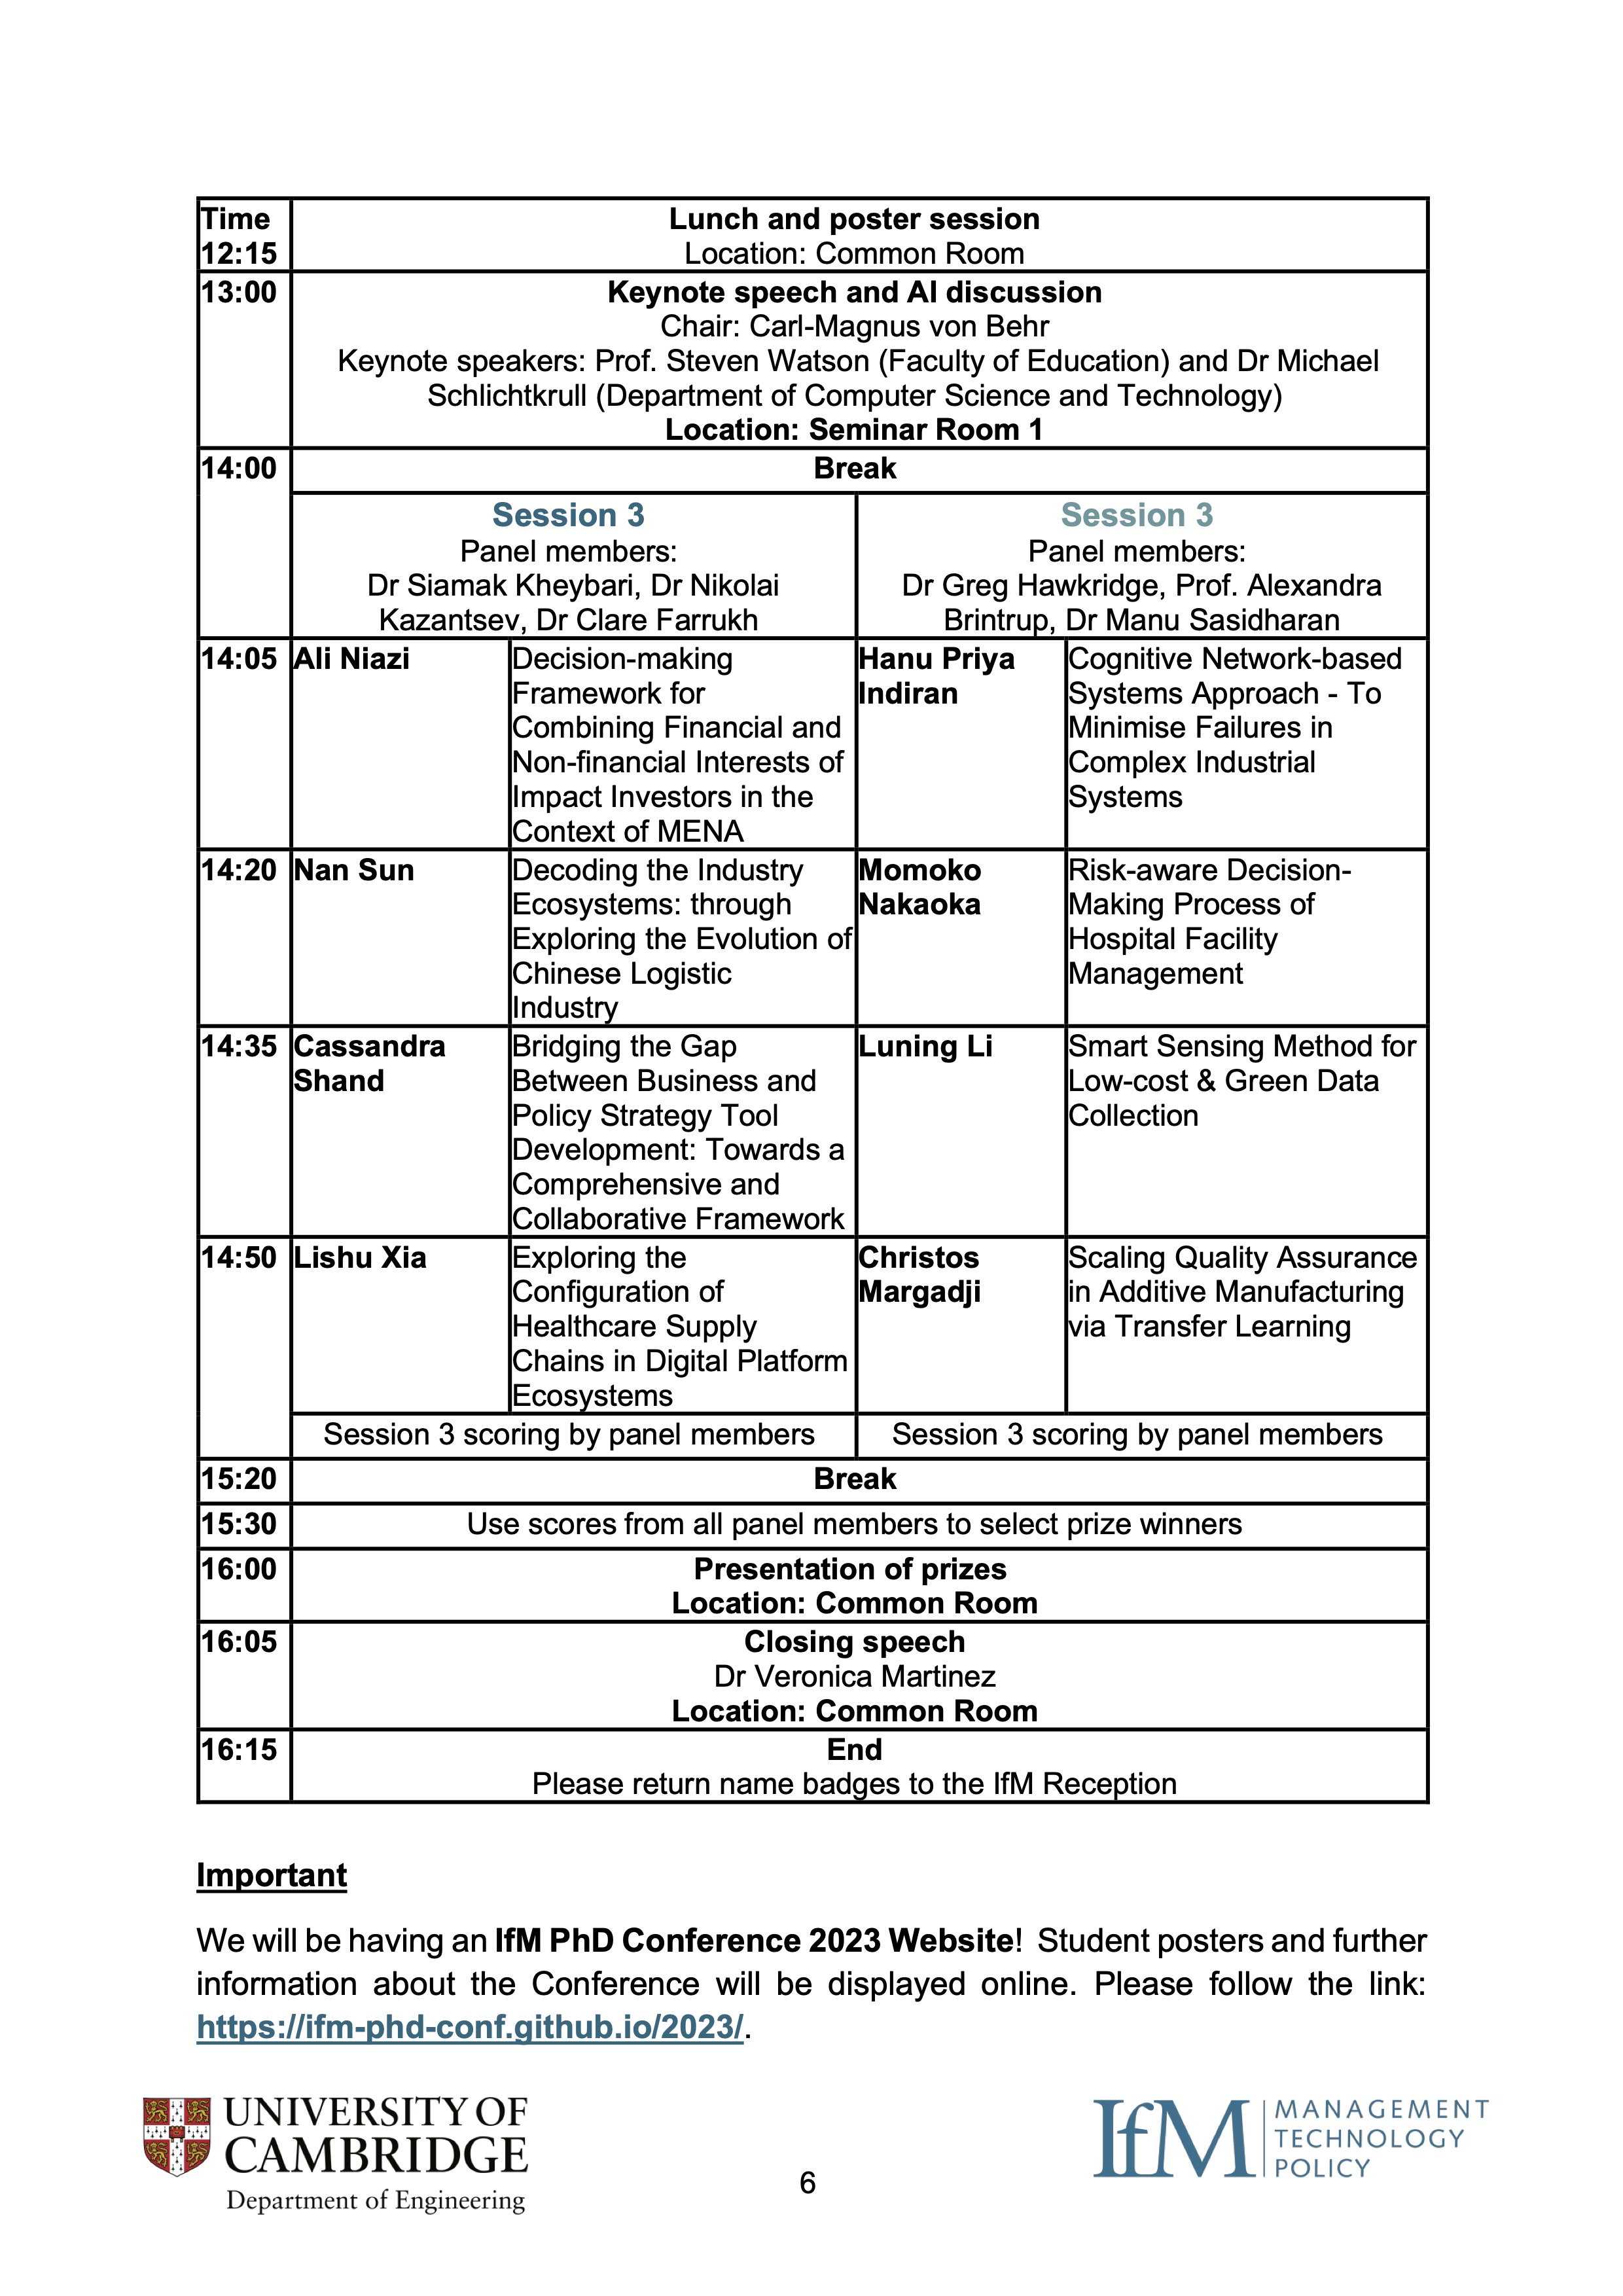 Time
12:15
Lunch and poster session
Location: Common Room
13:00
Keynote speech and AI discussion
Chair: Carl-Magnus von Behr
Keynote speakers: Prof. Steven Watson (Faculty of Education) and Dr Michael
Schlichtkrull (Department of Computer Science and Technology)
Location: Seminar Room 1
14:00
Break
Session 3
Panel members:
Dr Siamak Kheybari, Dr Nikolai
Kazantsev, Dr Clare Farrukh
Session 3
Panel members:
Dr Greg Hawkridge, Prof. Alexandra
Brintrup, Dr Manu Sasidharan
14:05
Ali Niazi
Decision-making
Framework for
Combining Financial and
Non-financial Interests of
Impact Investors in the
Context of MENA
Hanu Priya
Indiran
Cognitive Network-based
Systems Approach - To
Minimise Failures in
Complex Industrial
Systems
14:20
Nan Sun
Decoding the Industry
Ecosystems: through
Exploring the Evolution of
Chinese Logistic
Industry
Momoko
Nakaoka
Risk-aware Decision-
Making Process of
Hospital Facility
Management
14:35
Cassandra
Shand
Bridging the Gap
Between Business and
Policy Strategy Tool
Development: Towards a
Comprehensive and
Collaborative Framework
Luning Li
Smart Sensing Method for
Low-cost & Green Data
Collection
14:50
Lishu Xia
Exploring the
Configuration of
Healthcare Supply
Chains in Digital Platform
Ecosystems
Christos
Margadji
Scaling Quality Assurance
in Additive Manufacturing
via Transfer Learning
Session 3 scoring by panel members
Session 3 scoring by panel members
15:20
Break
15:30
Use scores from all panel members to select prize winners
16:00
Presentation of prizes
Location: Common Room
16:05
Closing speech
Dr Veronica Martinez
Location: Common Room
16:15
End
Please return name badges to the IfM Reception
Important
We will be having an IfM PhD Conference 2023 Website! Student posters and further
information about the Conference will be displayed online. Please follow the link:
https://ifm-phd-conf.github.io/2023/.
UNIVERSITY OF
CAMBRIDGE
Department of Engineering
6
IfM
MANAGEMENT
TECHNOLOGY
POLICY